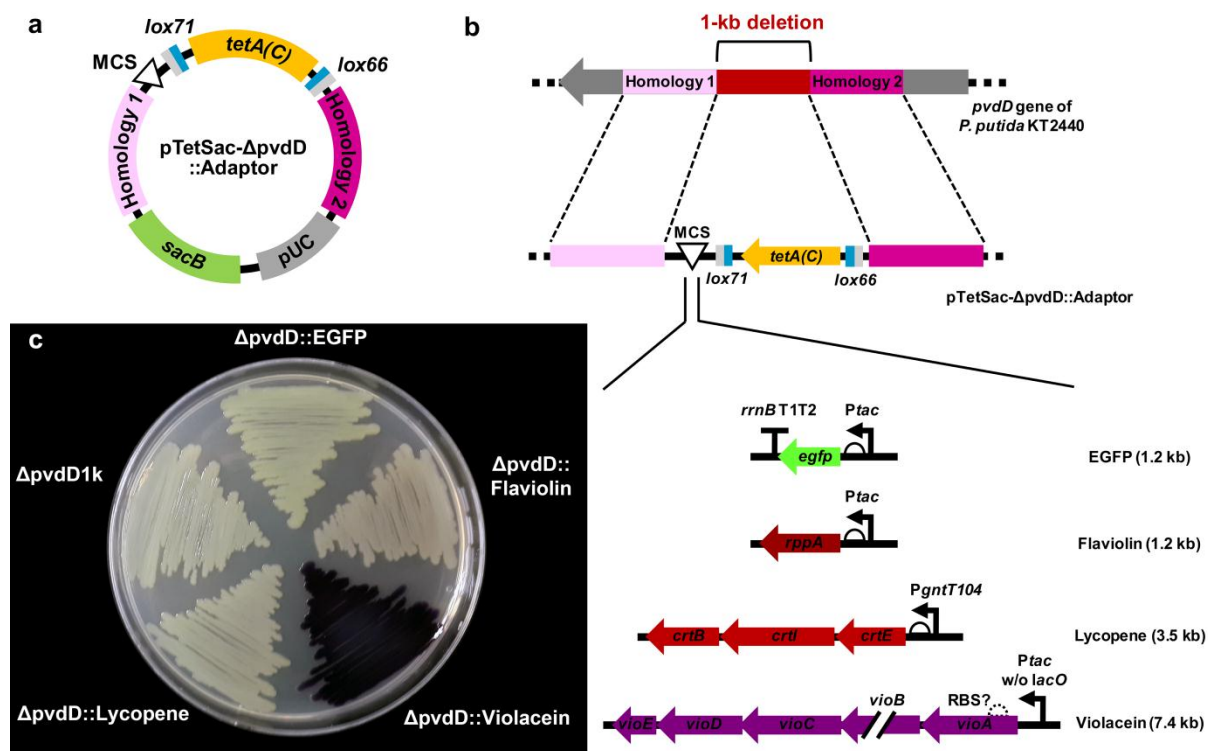 a
lox71
tetA(C)
MCS
lox66
Homology 1
pTetSac-ΔpvdD
::Adaptor
Homology 2
sacB
pUC
b
1-kb deletion
Homology 1
Homology 2
pvdD gene of
P. putida KT2440
MCS
tetA(C)
lox71
lox66
pTetSac-ΔpvdD::Adaptor
c
ΔpvdD::EGFP
ΔpvdD1k
ΔpvdD::
Flaviolin
ΔpvdD::Lycopene
ΔpvdD::Violacein
rrnB T1T2
Ptac
egfp
EGFP (1.2 kb)
Ptac
rppA
Flaviolin (1.2 kb)
PgntT104
crtB
crtI
crtE
Lycopene (3.5 kb)
Ptac
w/o lacO
RBS?
vioB
vioE
vioD
vioC
vioA
Violacein (7.4 kb)